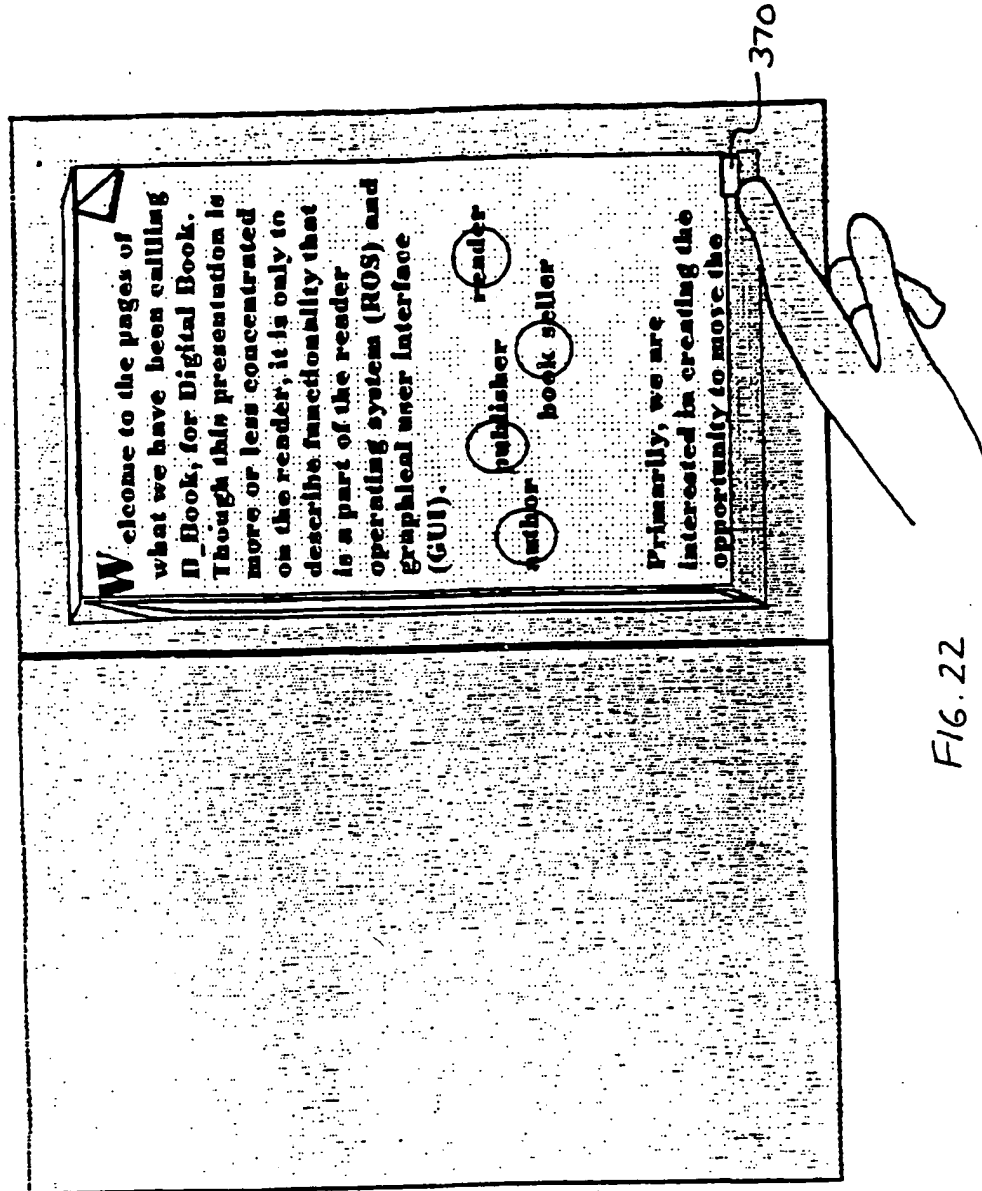 Welcome to the pages of
what we have been calling
D_Book, for Digital Book.
Though this presentation is
more or less concentrated
on the reader, it is only to
describe functionality that
is a part of the reader
operating system (ROS) and
graphical user interface
(GUI).
author
publisher
book seller
reader
Primarily, we are
interested in creating the
opportunity to move the
370
FIG. 22